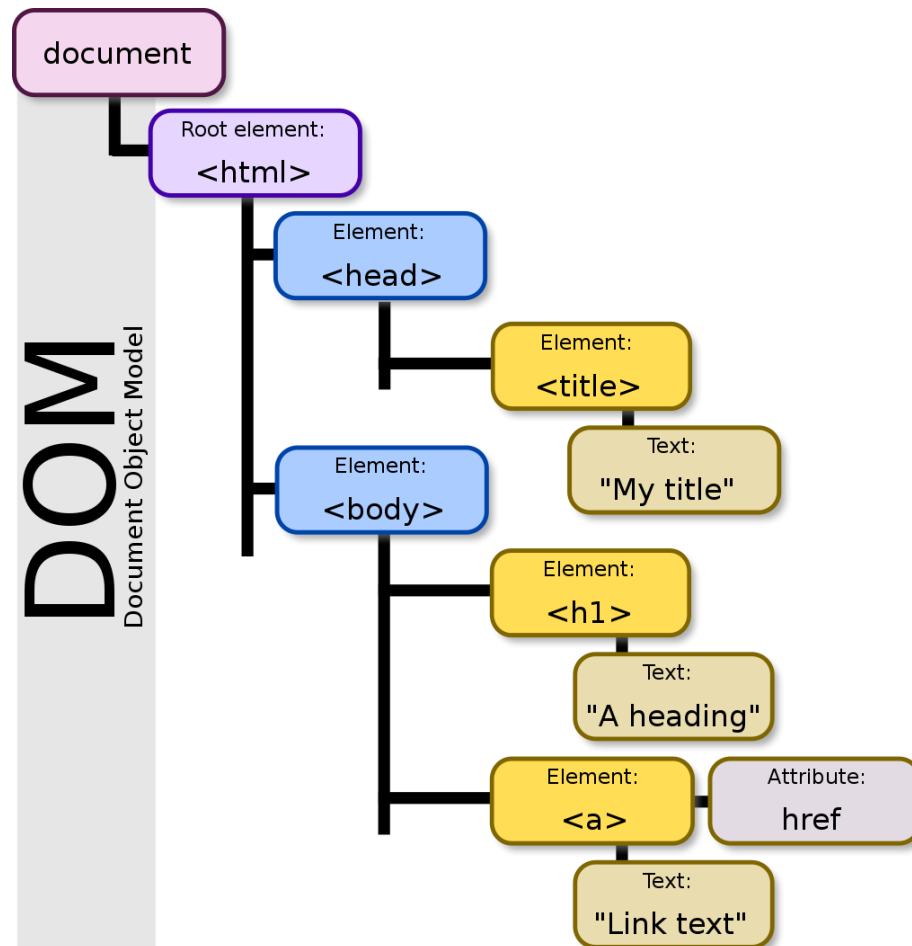 document
Root element:
<html>
Element:
<head>
Element:
<title>
Text:
"My title"
Element:
<body>
Element:
<h1>
Text:
"A heading"
Element:
<a>
Attribute:
href
Text:
"Link text"
DOM
Document Object Model